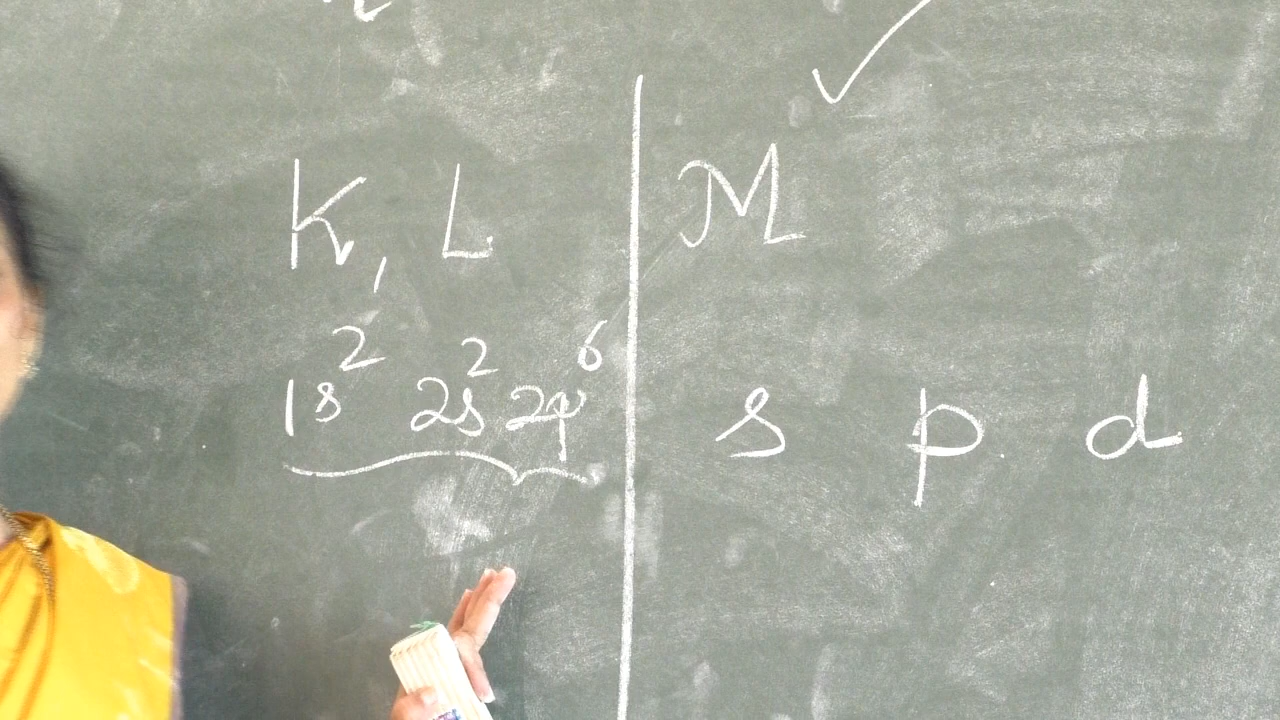 K, L
M
1s² 2s² 2p⁶
s p d